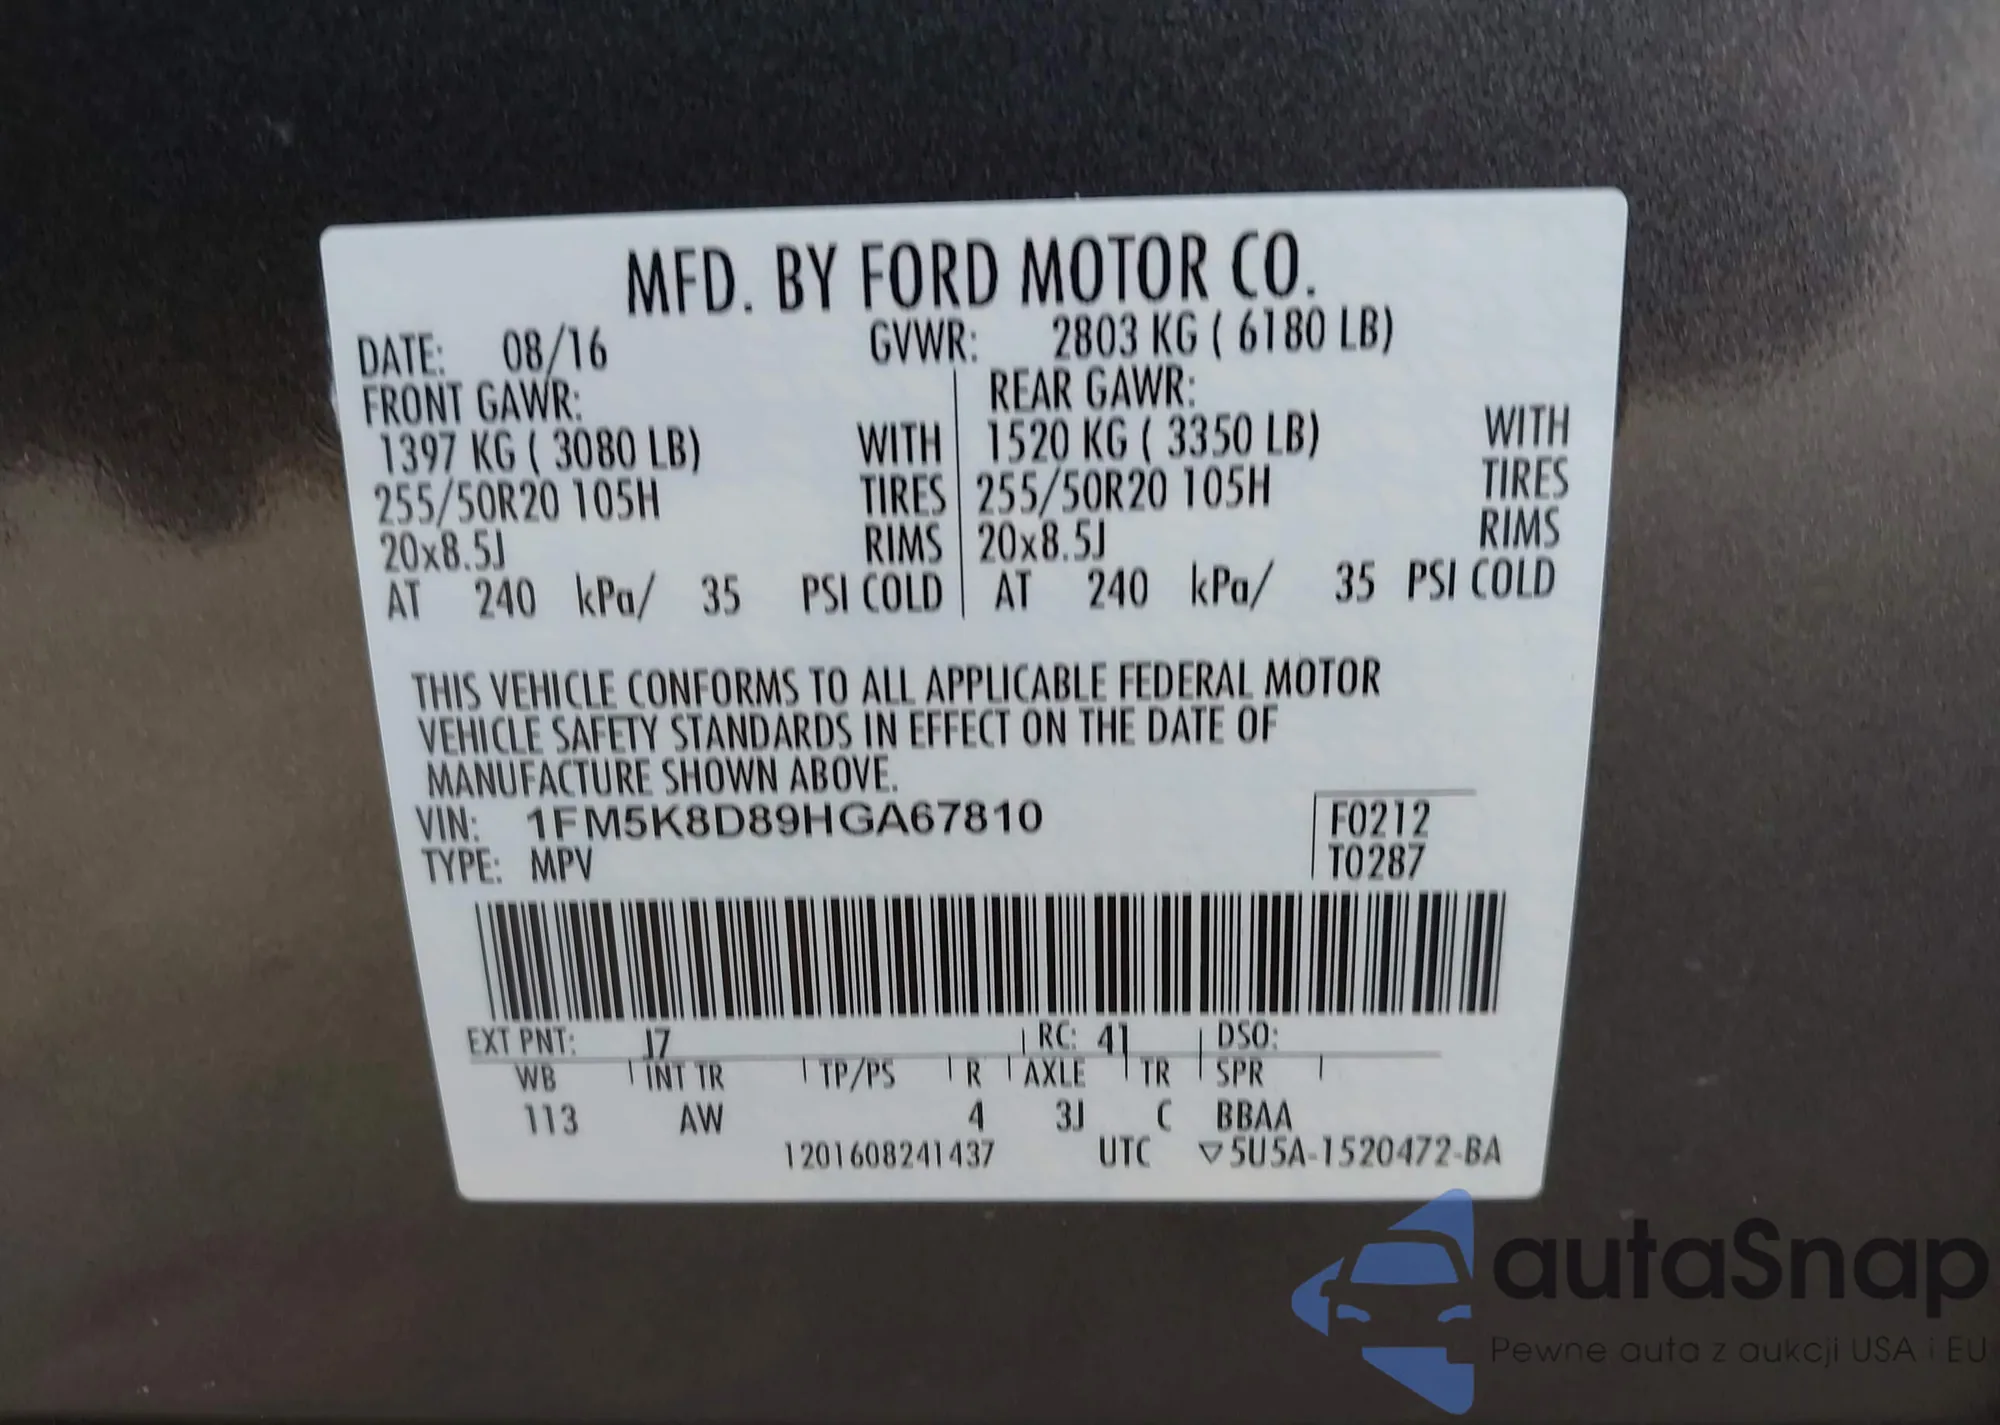 MFD. BY FORD MOTOR CO.
DATE: 08/16 GVWR: 2803 KG ( 6180 LB)
FRONT GAWR: REAR GAWR:
1397 KG ( 3080 LB) WITH 1520 KG ( 3350 LB) WITH
255/50R20 105H TIRES 255/50R20 105H TIRES
20x8.5J RIMS 20x8.5J RIMS
AT 240 kPa/ 35 PSI COLD AT 240 kPa/ 35 PSI COLD
THIS VEHICLE CONFORMS TO ALL APPLICABLE FEDERAL MOTOR
VEHICLE SAFETY STANDARDS IN EFFECT ON THE DATE OF
MANUFACTURE SHOWN ABOVE.
VIN: 1FM5K8D89HGA67810 F0212
TYPE: MPV T0287
EXT PNT: J7 RC: 41 DSO:
WB INT TR TP/PS R AXLE TR SPR
113 AW 4 3J C BBAA
1201608241437 UTC ▽5U5A-1520472-BA
autaSnap
Pewne auta z aukcji USA i EU